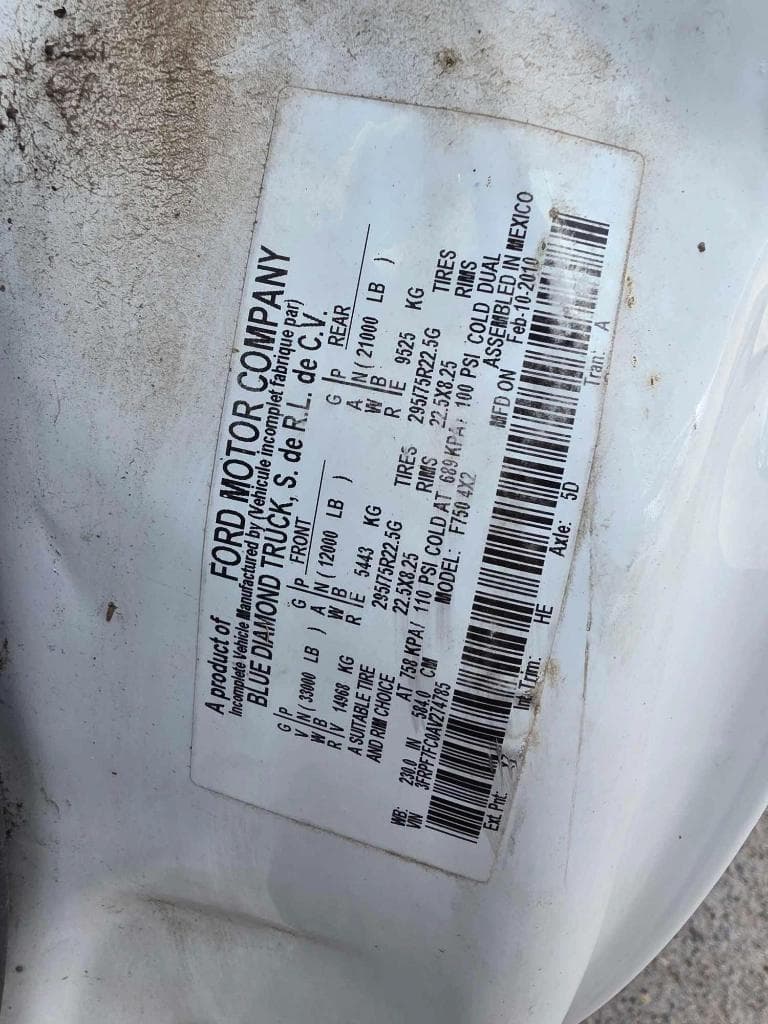 A product of FORD MOTOR COMPANY
Incomplete Vehicle Manufactured by (Vehicule incomplet fabrique par)
BLUE DIAMOND TRUCK, S. de R.L. de C.V.
G P FRONT G P REAR
G P
V N ( 33000 LB ) A N ( 12000 LB ) A N ( 21000 LB )
W B W B W B
R V 14968 KG R E 5443 KG R E 9525 KG
A SUITABLE TIRE 295/75R22.5G TIRES 295/75R22.5G TIRES
AND RIM CHOICE 22.5X8.25 RIMS 22.5X8.25 RIMS
AT 758 KPA/ 110 PSI COLD AT 689 KPA/ 100 PSI COLD DUAL
WB: 230.0 IN 584.0 CM MODEL: F750 4X2 ASSEMBLED IN MEXICO
VIN 3FRPF7FC0AV274785 MFD ON Feb-10-2010
Ext. Pnt: Int. Trim: HE Axle: 5D Tran: A